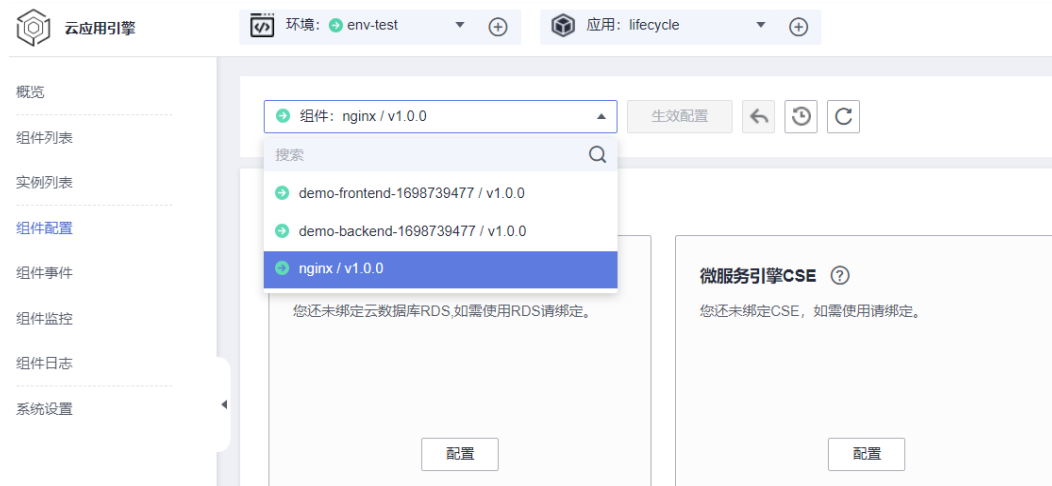 云应用引擎
环境：env-test
应用：lifecycle
概览
组件列表
实例列表
组件配置
组件事件
组件监控
组件日志
系统设置
组件：nginx / v1.0.0
生效配置
搜索
demo-frontend-1698739477 / v1.0.0
demo-backend-1698739477 / v1.0.0
nginx / v1.0.0
您还未绑定云数据库RDS,如需使用RDS请绑定。
配置
微服务引擎CSE
您还未绑定CSE，如需使用请绑定。
配置